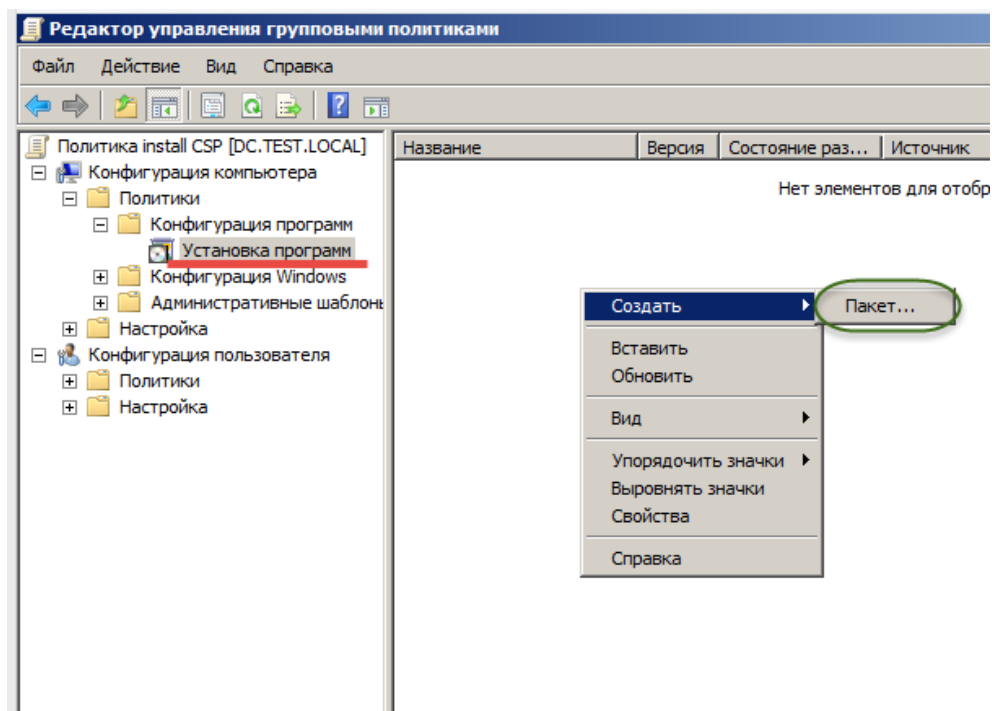 Редактор управления групповыми политиками
Файл Действие Вид Справка
Политика install CSP [DC.TEST.LOCAL]
Конфигурация компьютера
Политики
Конфигурация программ
Установка программ
Конфигурация Windows
Административные шаблоны
Настройка
Конфигурация пользователя
Политики
Настройка
Название Версия Состояние раз... Источник
Нет элементов для отобр
Создать Пакет...
Вставить
Обновить
Вид
Упорядочить значки
Выровнять значки
Свойства
Справка